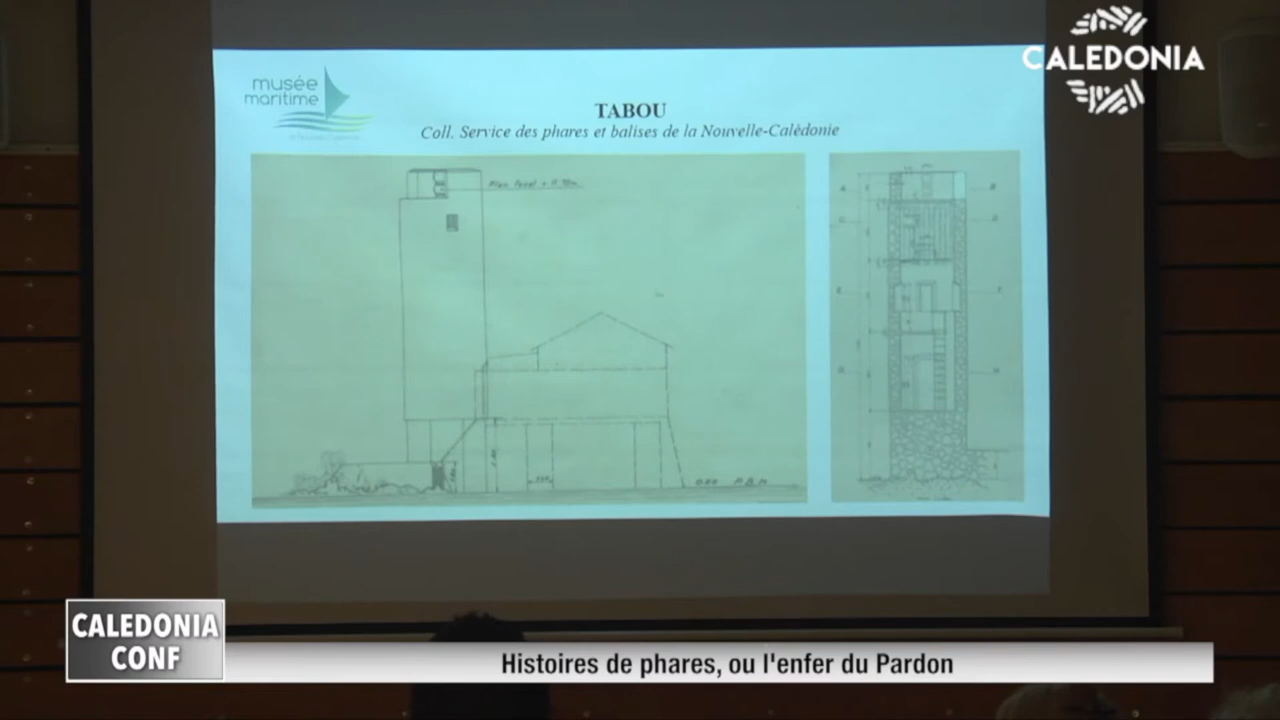 CALEDONIA
musée
maritime
TABOU
Coll. Service des phares et balises de la Nouvelle-Calédonie
CALEDONIA
CONF
Histoires de phares, ou l'enfer du Pardon